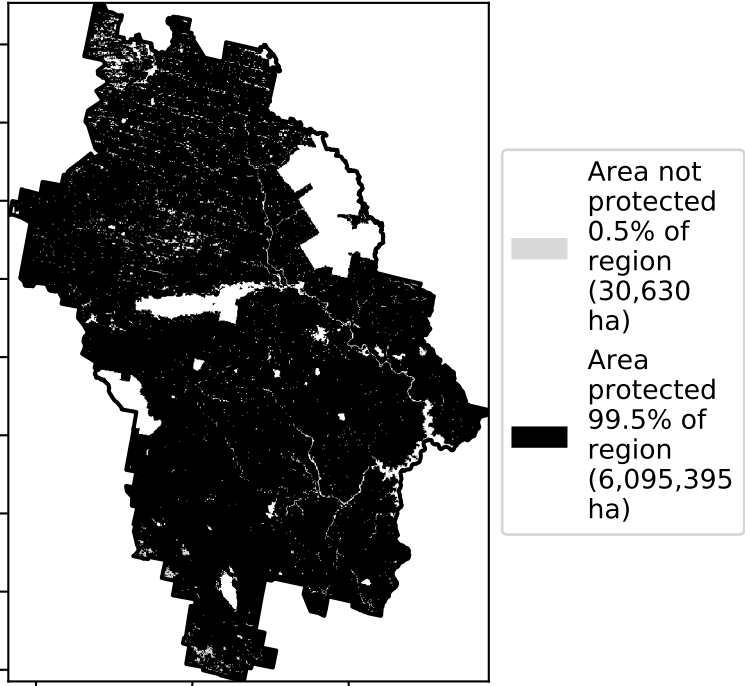 Area not
protected
0.5% of
region
(30,630
ha)
Area
protected
99.5% of
region
(6,095,395
ha)